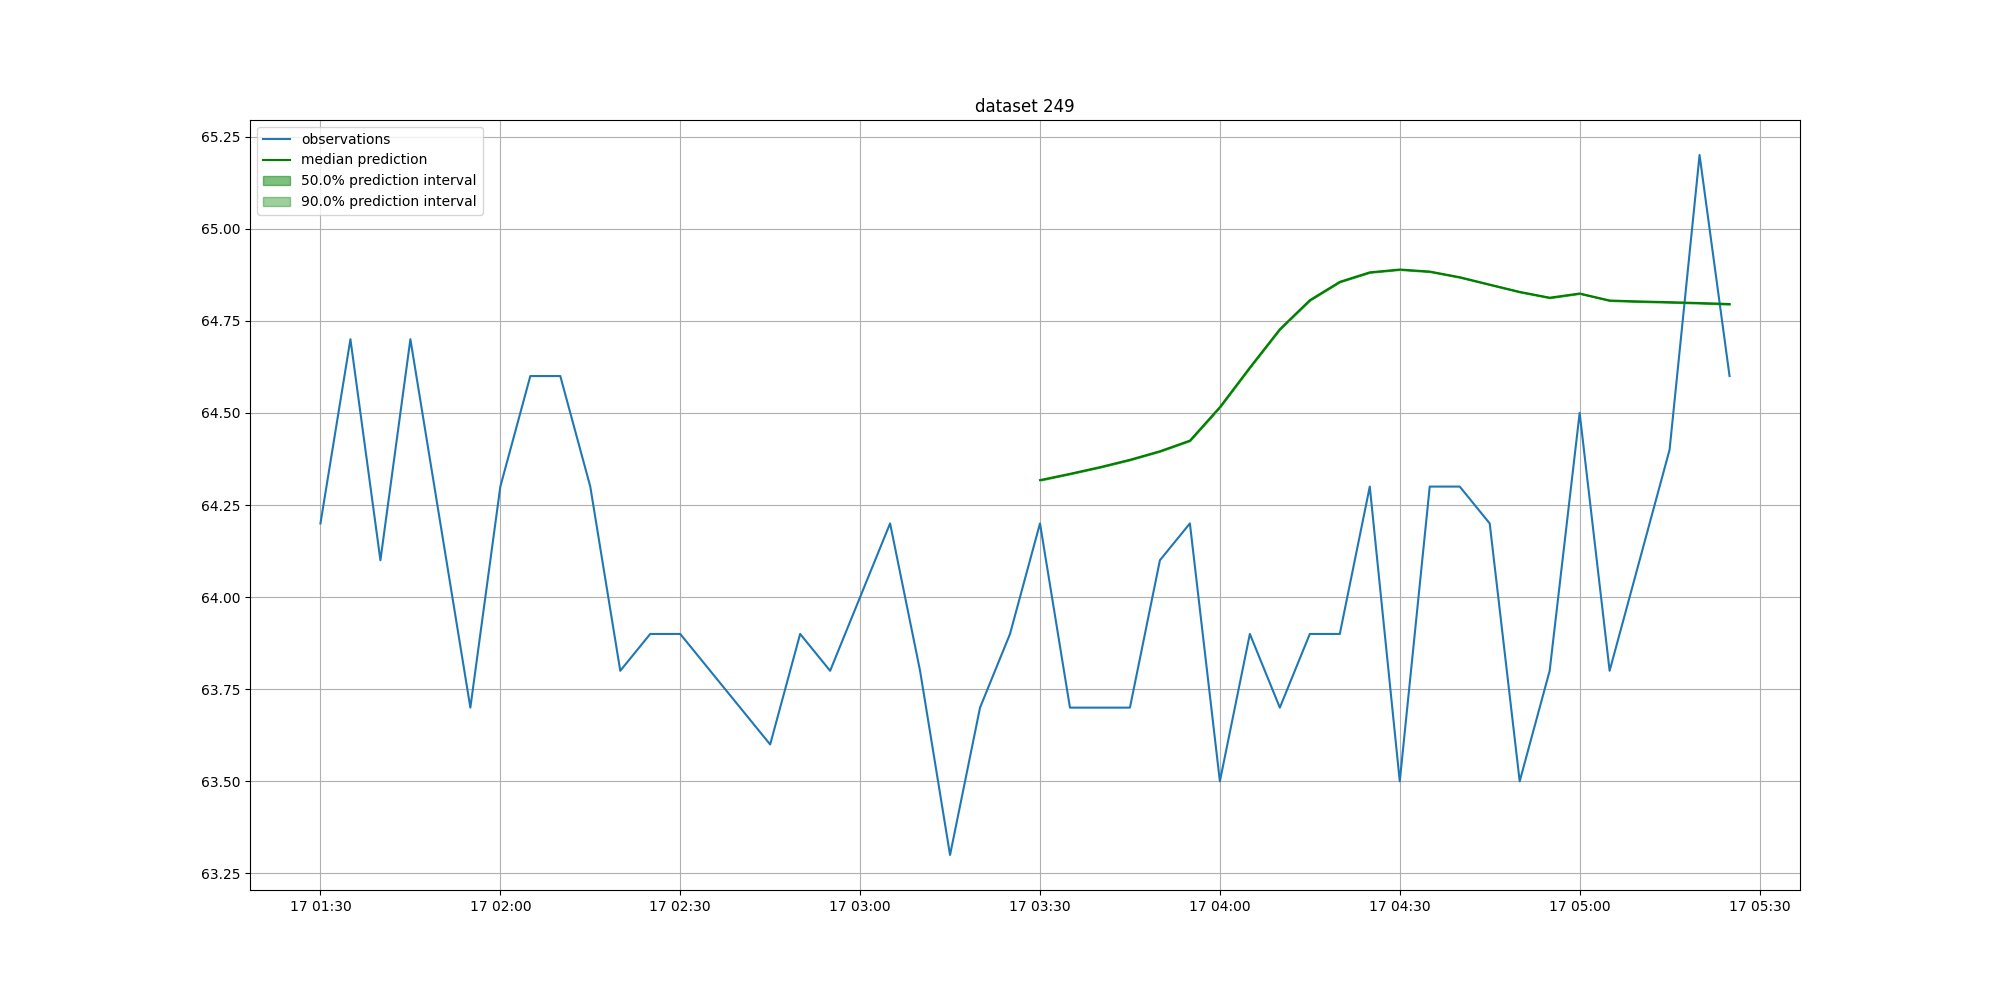 dataset 249
65.25
65.00
64.75
64.50
64.25
64.00
63.75
63.50
63.25
observations
median prediction
50.0% prediction interval
90.0% prediction interval
17 01:30 17 02:00 17 02:30 17 03:00 17 03:30 17 04:00 17 04:30 17 05:00 17 05:30